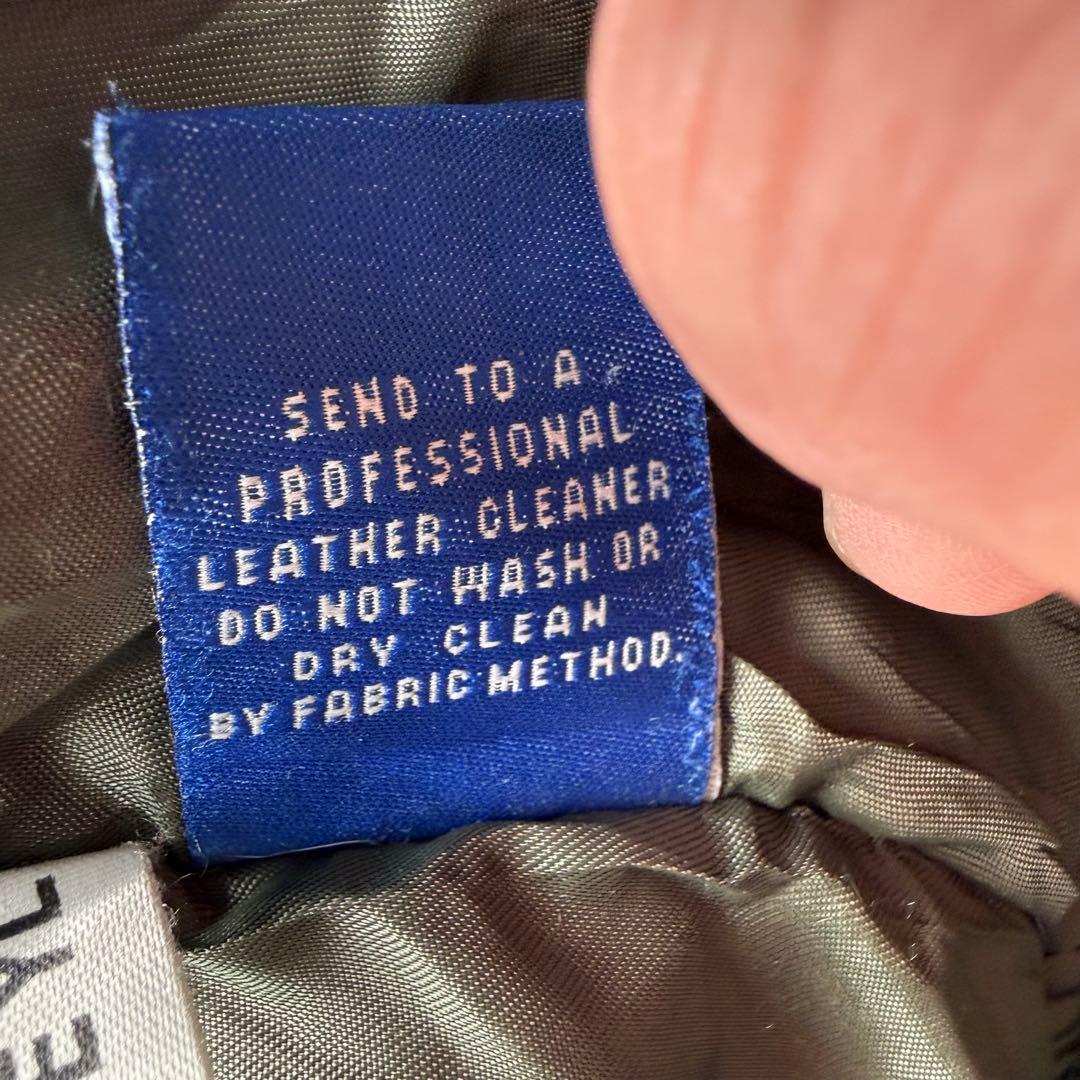 SEND TO A
PROFESSIONAL
LEATHER CLEANER
DO NOT WASH OR
DRY CLEAN
BY FABRIC METHOD.